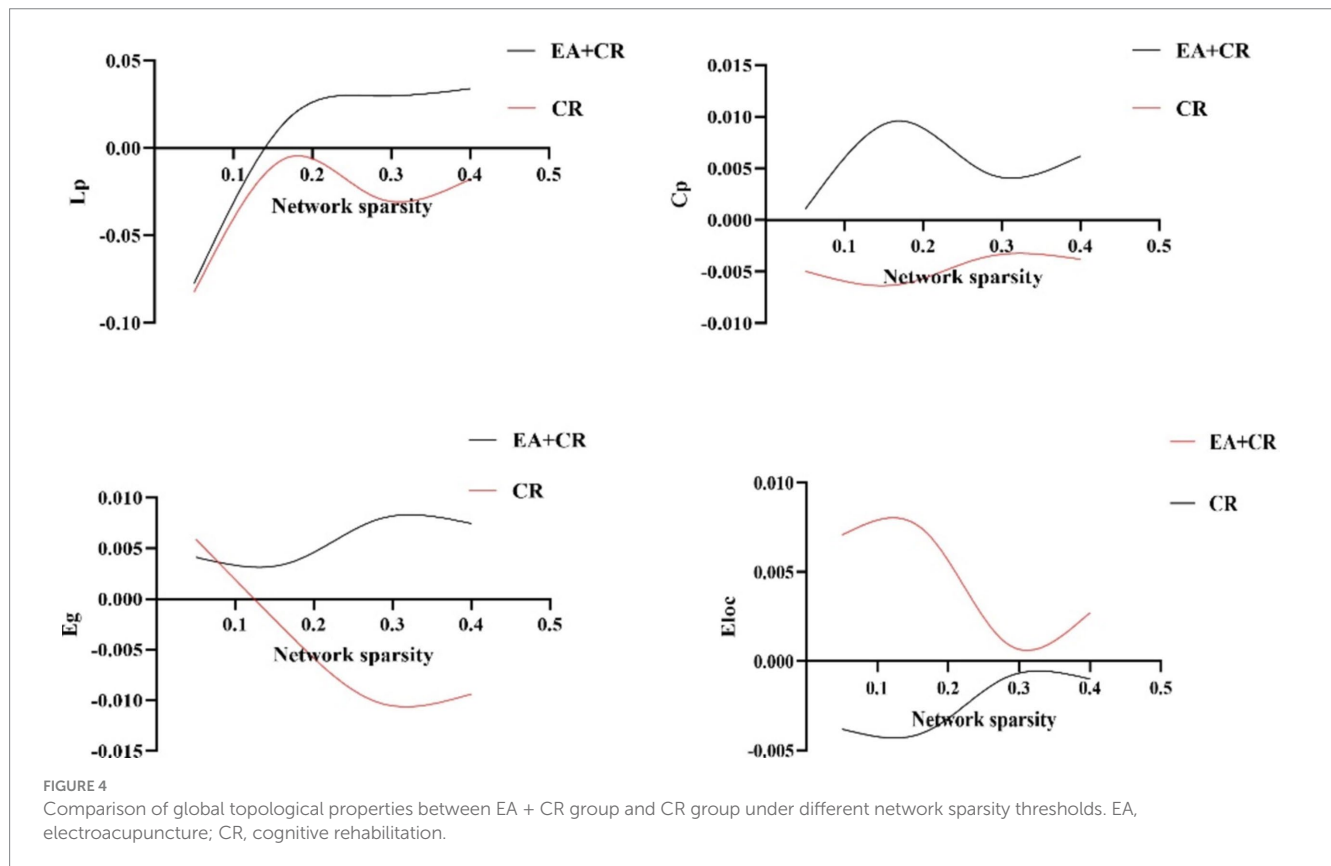 EA+CR
CR
0.05
0.00
-0.05
-0.10
Lp
0.1 0.2 0.3 0.4 0.5
Network sparsity
EA+CR
CR
0.015
0.010
0.005
0.000
-0.005
-0.010
Cp
0.1 0.2 0.3 0.4 0.5
Network sparsity
EA+CR
CR
0.010
0.005
0.000
-0.005
-0.010
-0.015
Eg
0.1 0.2 0.3 0.4 0.5
Network sparsity
EA+CR
CR
0.010
0.005
0.000
-0.005
Eloc
0.1 0.2 0.3 0.4 0.5
Network sparsity
FIGURE 4
Comparison of global topological properties between EA + CR group and CR group under different network sparsity thresholds. EA,
electroacupuncture; CR, cognitive rehabilitation.